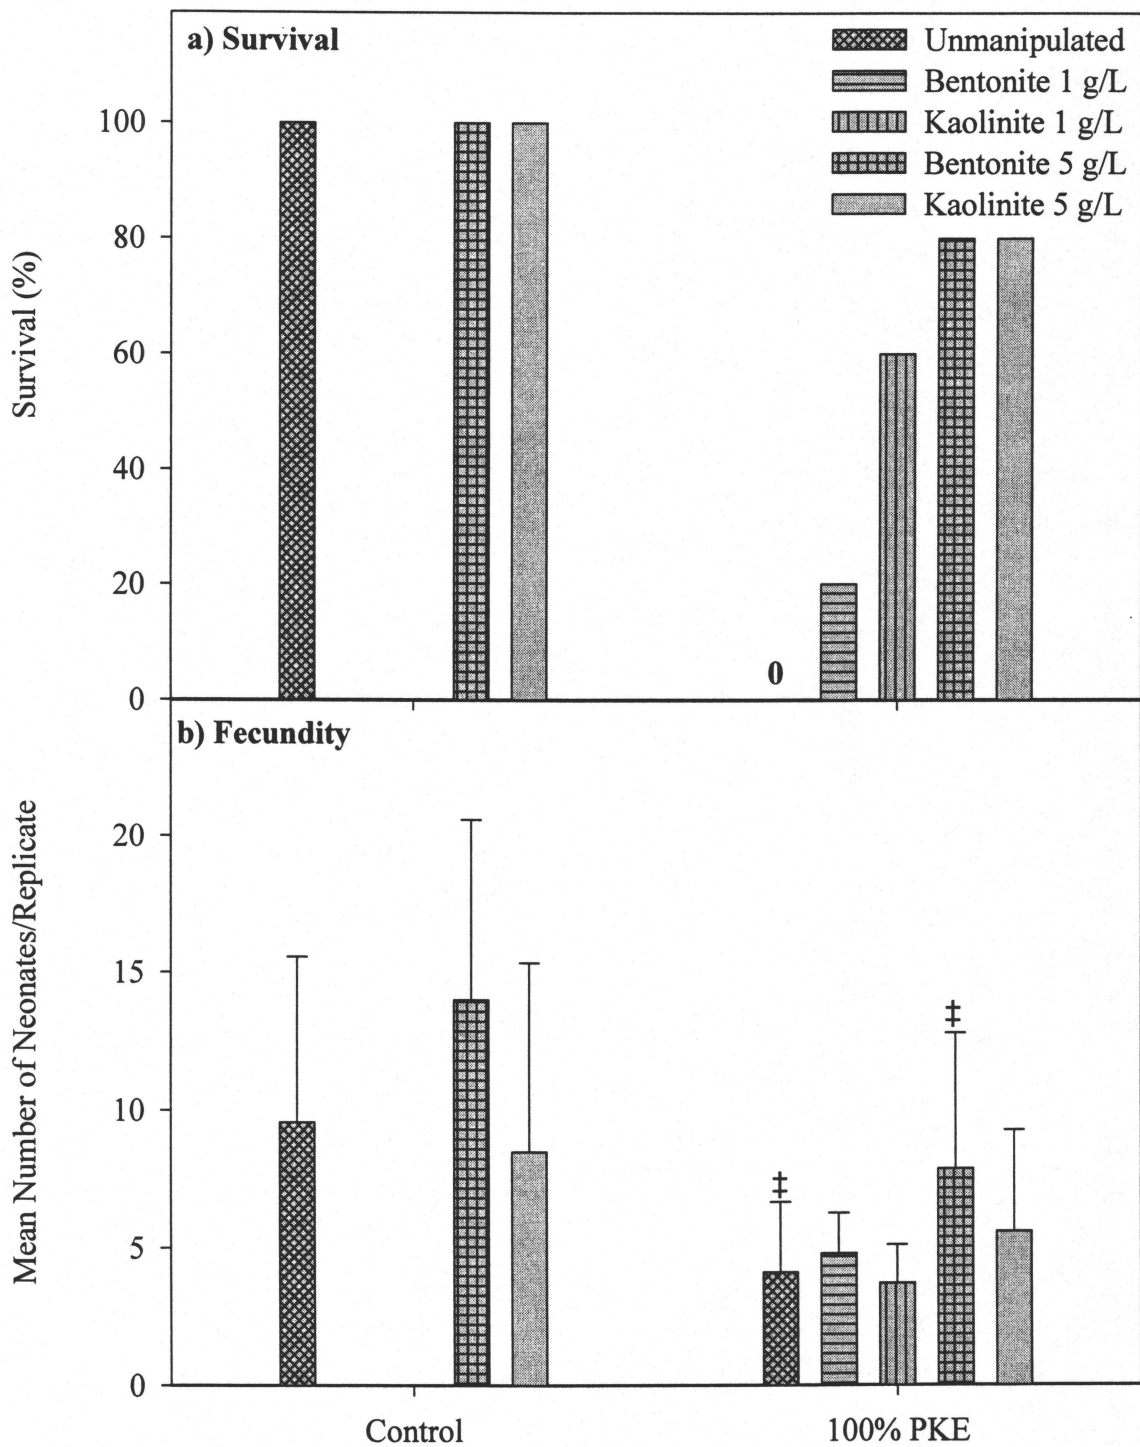 a) Survival
Unmanipulated
Bentonite 1 g/L
Kaolinite 1 g/L
Bentonite 5 g/L
Kaolinite 5 g/L
100
80
60
40
20
0
Survival (%)
0
b) Fecundity
20
15
10
5
0
Mean Number of Neonates/Replicate
‡
‡
Control
100% PKE